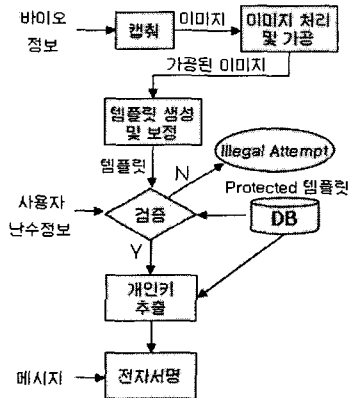 바이오
정보
캡춰
이미지
이미지 처리
및 가공
가공된 이미지
템플릿 생성
및 보정
템플릿
N
Illegal Attempt
Protected 템플릿
DB
사용자
난수정보
검증
Y
개인키
추출
메시지
전자서명